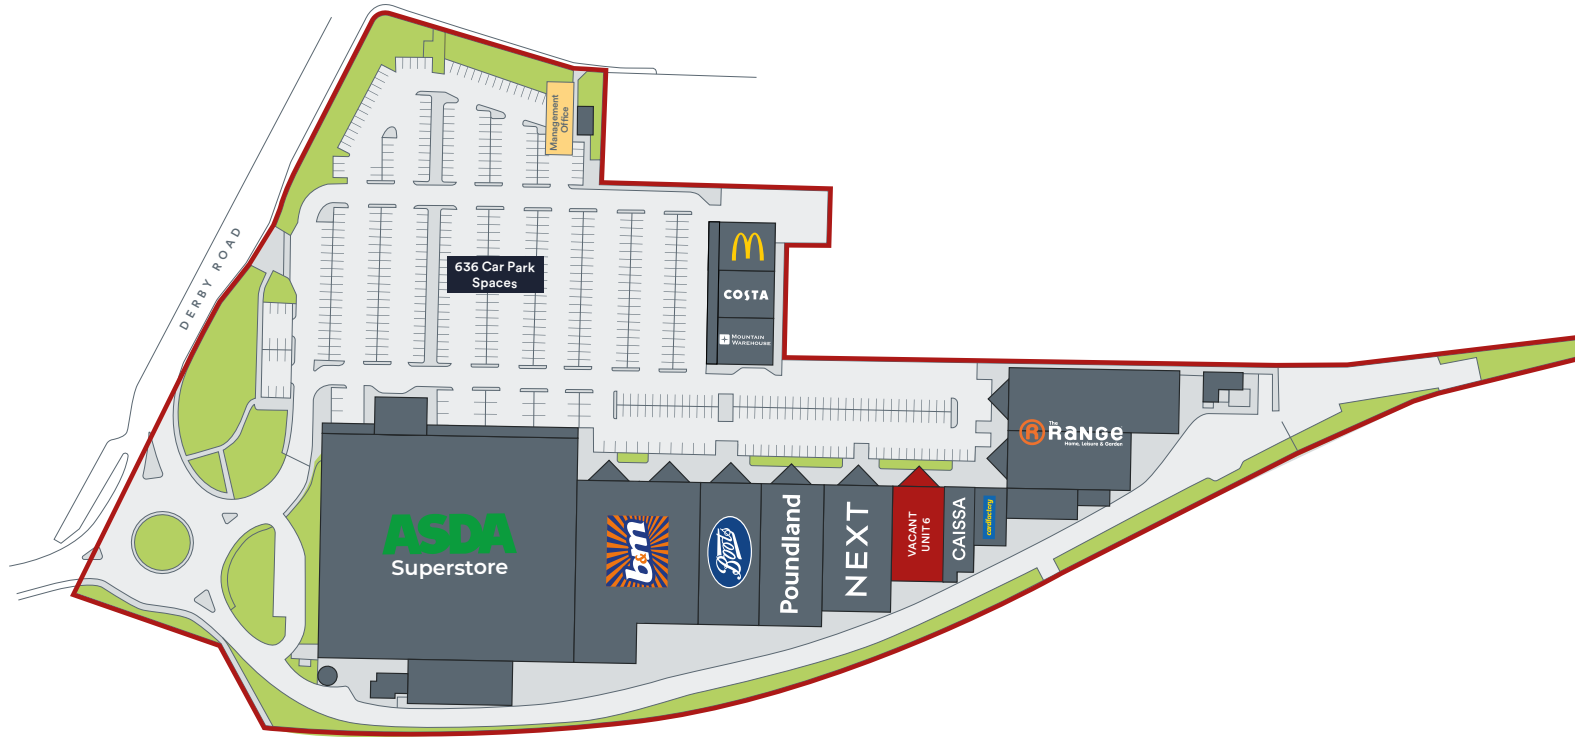 Management
Office
DERBY ROAD
636 Car Park
Spaces
COSTA
MOUNTAIN
WAREHOUSE
The
RANGE
Home, Leisure & Garden
ASDA
Superstore
b&m
Boots
Poundland
NEXT
VACANT
UNIT 6
CAISSA
cardfactory